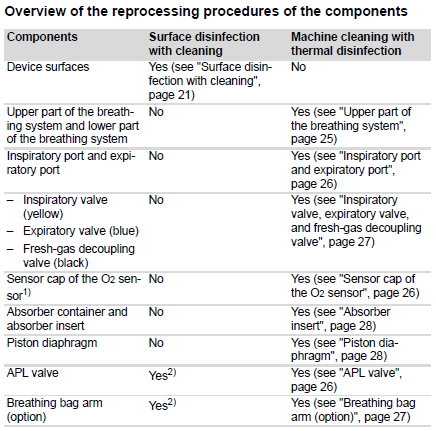 Overview of the reprocessing procedures of the components
Components Surface disinfection with cleaning Machine cleaning with thermal disinfection
Device surfaces Yes (see "Surface disin-
fection with cleaning",
page 21) No
Upper part of the breath-
ing system and lower part
of the breathing system No Yes (see "Upper part of
the breathing system",
page 25)
Inspiratory port and expi-
ratory port No Yes (see "Inspiratory port
and expiratory port",
page 26)
– Inspiratory valve
(yellow)
– Expiratory valve (blue)
– Fresh-gas decoupling
valve (black) No Yes (see "Inspiratory
valve, expiratory valve,
and fresh-gas decoupling
valve", page 27)
Sensor cap of the O2 sen-
sor1) No Yes (see "Sensor cap of
the O2 sensor", page 26)
Absorber container and
absorber insert No Yes (see "Absorber
insert", page 28)
Piston diaphragm No Yes (see "Piston dia-
phragm", page 28)
APL valve Yes2) Yes (see "APL valve",
page 26)
Breathing bag arm
(option) Yes2) Yes (see "Breathing bag
arm (option)", page 27)